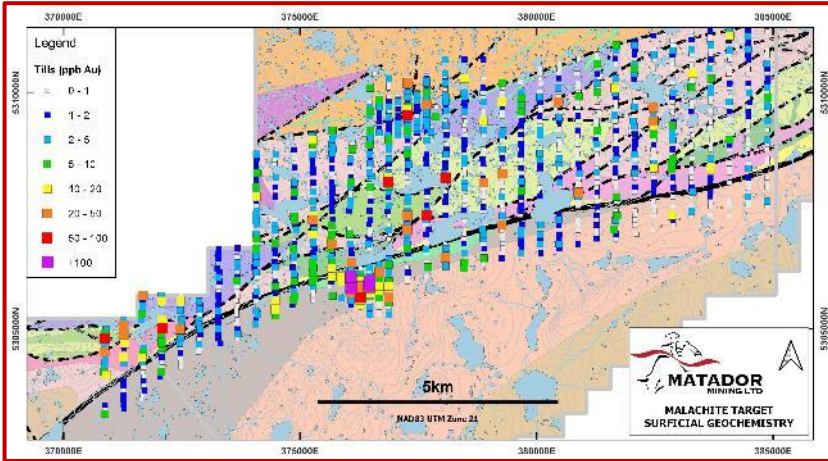 370000E 375000E 380000E 385000E
Legend
Tills (ppb Au)
0 - 1
1 - 2
2 - 5
5 - 10
10 - 20
20 - 50
50 - 100
+100
5310000N
5310000N
5305000N
5305000N
5km
NAD83 UTM Zone 21
MATADOR
MINING LTD
MALACHITE TARGET
SURFICIAL GEOCHEMISTRY
370000E 375000E 380000E 385000E